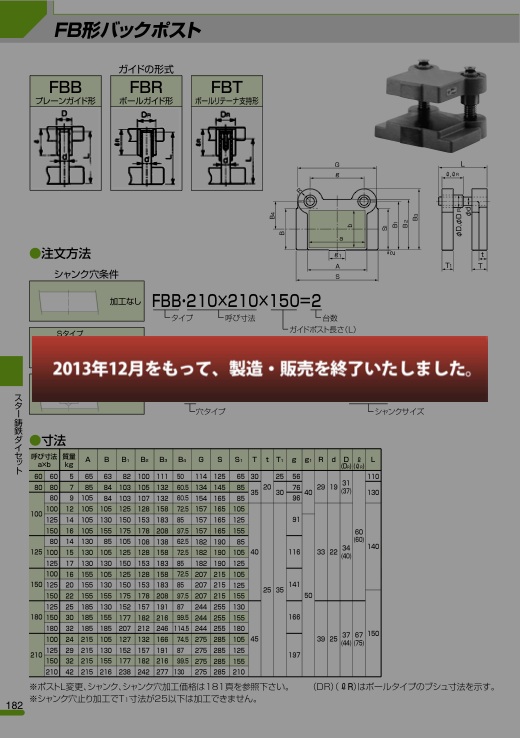 FB形バックポスト
ガイドの形式
FBB
プレーンガイド形
FBR
ボールガイド形
FBT
ボールリテーナ支持形
●注文方法
シャンク穴条件
加工なし
FBB・210×210×150=2
タイプ
呼び寸法
台数
ガイドポスト長さ(L)
Sタイプ
2013年12月をもって、製造・販売を終了いたしました。
穴タイプ
シャンクサイズ
スター鋳鉄ダイセット
●寸法
呼び寸法 a×b 質量 kg A B B₁ B₂ B₃ B₄ G S S₁ T t T₁ g g₁ R d D (DR) ℓ (ℓR) L
60 60 5 65 63 82 100 111 50 114 125 65 30 20 25 56 40 29 19 31 (37) 60 (60) 110
80 80 7 85 84 103 105 132 60.5 134 145 85 35 30 76 130
80 9 105 84 103 107 132 60.5 154 165 85 96
100 100 12 105 105 125 128 158 72.5 157 165 105 40 25 35 91 50 33 22 34 (40) 140
125 14 105 130 150 153 183 85 157 165 125
150 16 105 155 175 178 208 97.5 157 165 155
125 80 14 130 85 105 108 138 62.5 182 190 85 116
100 15 130 105 125 128 158 72.5 182 190 105
125 17 130 130 150 153 183 85 182 190 125
150 100 16 155 105 125 128 158 72.5 207 215 105 141
125 20 155 130 150 153 183 85 207 215 125
150 22 155 155 175 178 208 97.5 207 215 155
180 125 25 185 130 152 157 191 87 244 255 130 45 166 39 25 37 (44) 67 (75) 150
150 30 185 155 177 182 216 99.5 244 255 155
180 32 185 185 207 212 246 114.5 244 255 180
210 100 24 215 105 127 132 166 74.5 275 285 105 197
125 29 215 130 152 157 191 87 275 285 125
150 32 215 155 177 182 216 99.5 275 285 155
210 42 215 216 238 242 277 130 275 285 210
※ポストL変更、シャンク、シャンク穴加工価格は181頁を参照下さい。
(DR)(ℓR)はボールタイプのブシュ寸法を示す。
※シャンク穴止り加工でT₁寸法が25以下は加工できません。
182